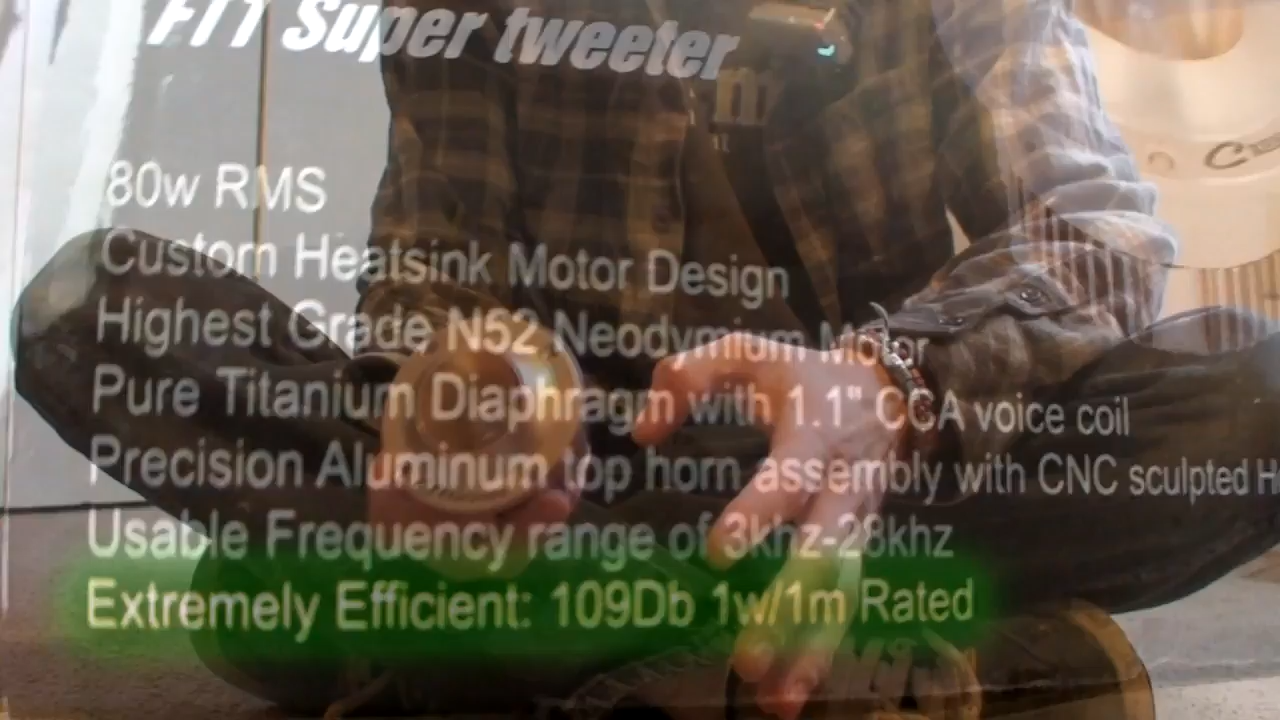 FT1 Super tweeter
80w RMS
Custom Heatsink Motor Design
Highest Grade N52 Neodymium Motor
Pure Titanium Diaphragm with 1.1" CCA voice coil
Precision Aluminum top horn assembly with CNC sculpted
Usable Frequency range of 3khz-28khz
Extremely Efficient: 109Db 1w/1m Rated